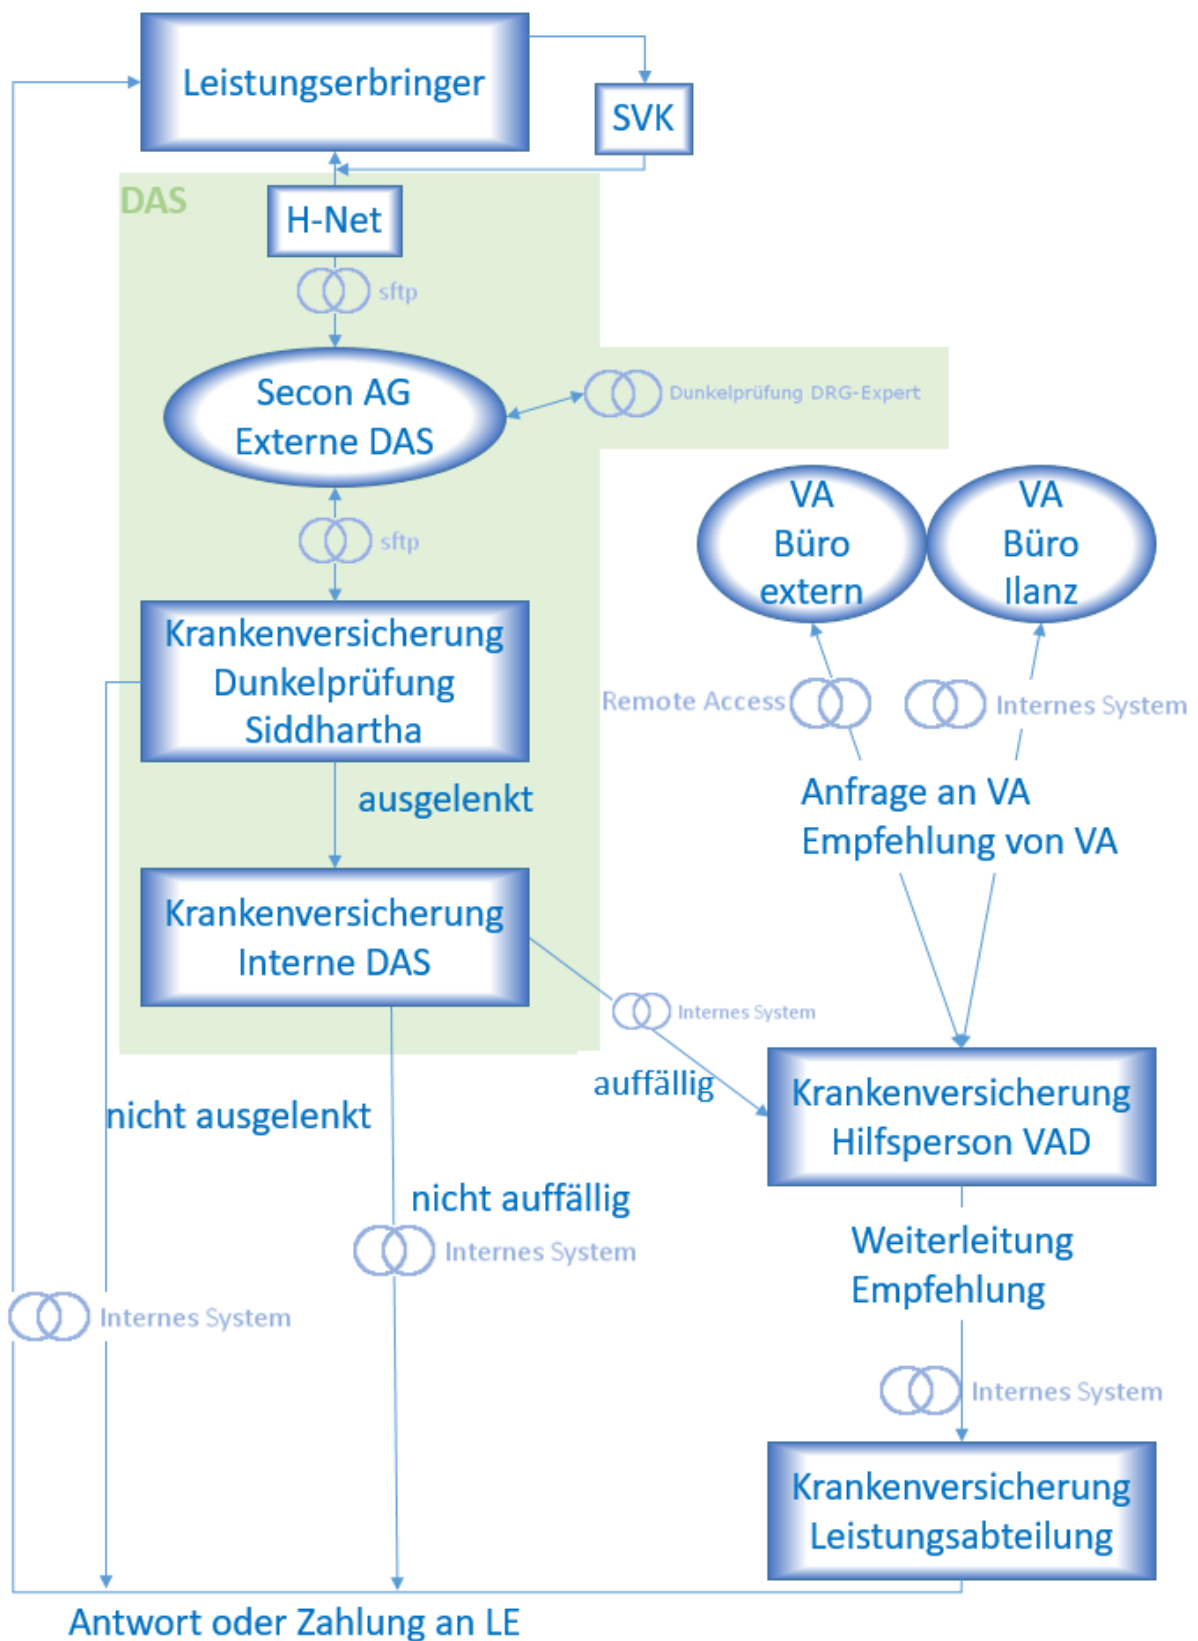 Leistungserbringer
SVK
DAS
H-Net
sftp
Secon AG
Externe DAS
Dunkelprüfung DRG-Expert
sftp
VA
Büro
extern
VA
Büro
Ilanz
Krankenversicherung
Dunkelprüfung
Siddhartha
Remote Access
Internes System
ausgelenkt
Anfrage an VA
Empfehlung von VA
Krankenversicherung
Interne DAS
Internes System
auffällig
nicht ausgelenkt
Krankenversicherung
Hilfsperson VAD
nicht auffällig
Internes System
Weiterleitung
Empfehlung
Internes System
Internes System
Krankenversicherung
Leistungsabteilung
Antwort oder Zahlung an LE